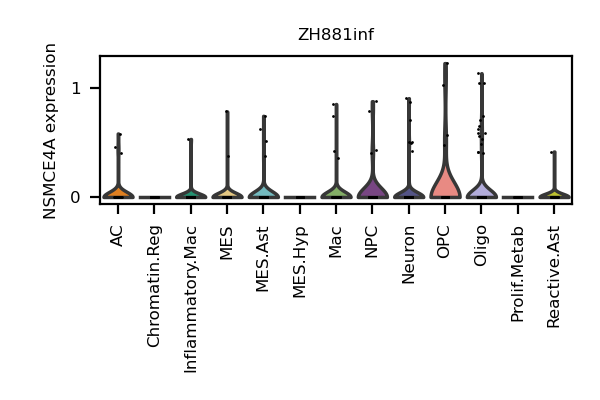 ZH881inf
NSMCE4A expression
1
0
AC
Chromatin.Reg
Inflammatory.Mac
MES
MES.Ast
MES.Hyp
Mac
NPC
Neuron
OPC
Oligo
Prolif.Metab
Reactive.Ast